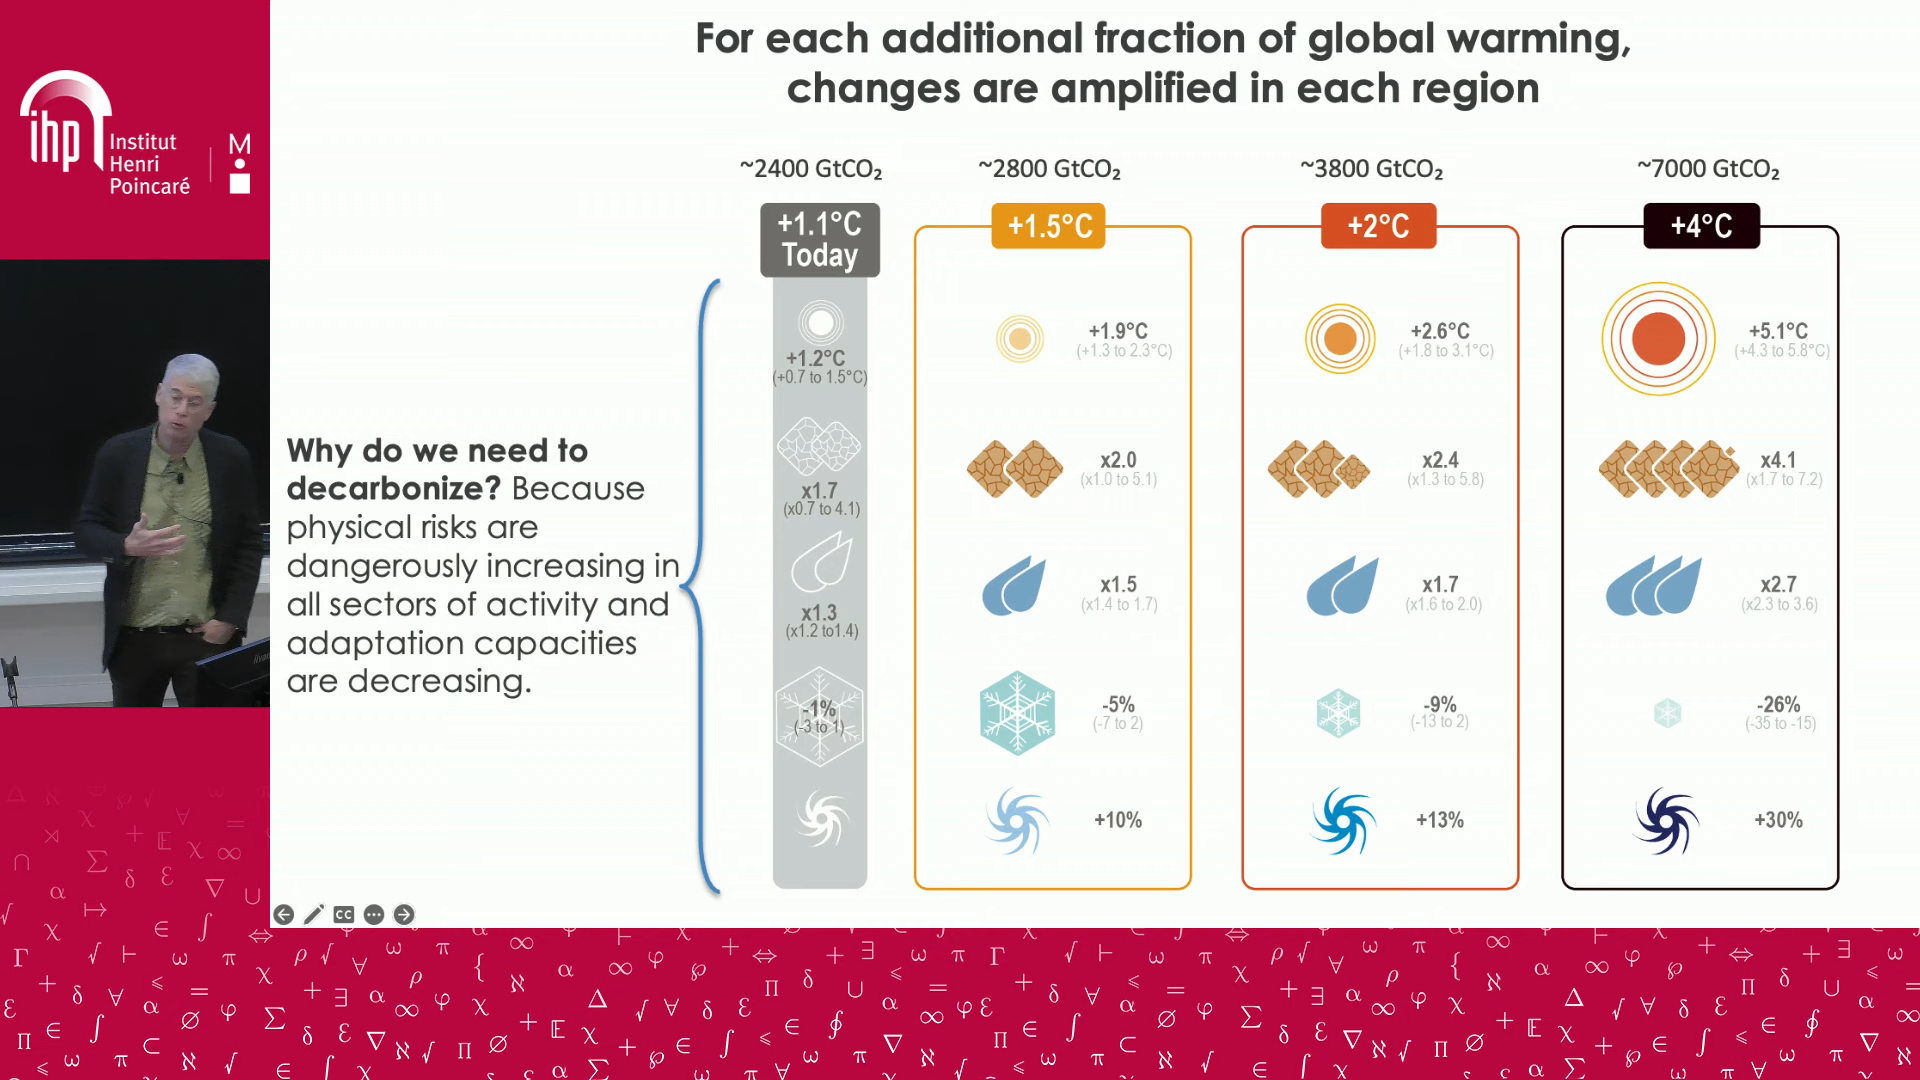 ihp Institut
Henri
Poincaré
M
For each additional fraction of global warming,
changes are amplified in each region
~2400 GtCO₂
~2800 GtCO₂
~3800 GtCO₂
~7000 GtCO₂
+1.1°C
Today
+1.5°C
+2°C
+4°C
Why do we need to
decarbonize? Because
physical risks are
dangerously increasing in
all sectors of activity and
adaptation capacities
are decreasing.
+1.2°C
(+0.7 to 1.5°C)
+1.9°C
(+1.3 to 2.3°C)
+2.6°C
(+1.8 to 3.1°C)
+5.1°C
(+4.3 to 5.8°C)
x1.7
(x0.7 to 4.1)
x2.0
(x1.0 to 5.1)
x2.4
(x1.3 to 5.8)
x4.1
(x1.7 to 7.2)
x1.3
(x1.2 to1.4)
x1.5
(x1.4 to 1.7)
x1.7
(x1.6 to 2.0)
x2.7
(x2.3 to 3.6)
-1%
(-3 to 1)
-5%
(-7 to 2)
-9%
(-13 to 2)
-26%
(-35 to -15)
+10%
+13%
+30%
CC